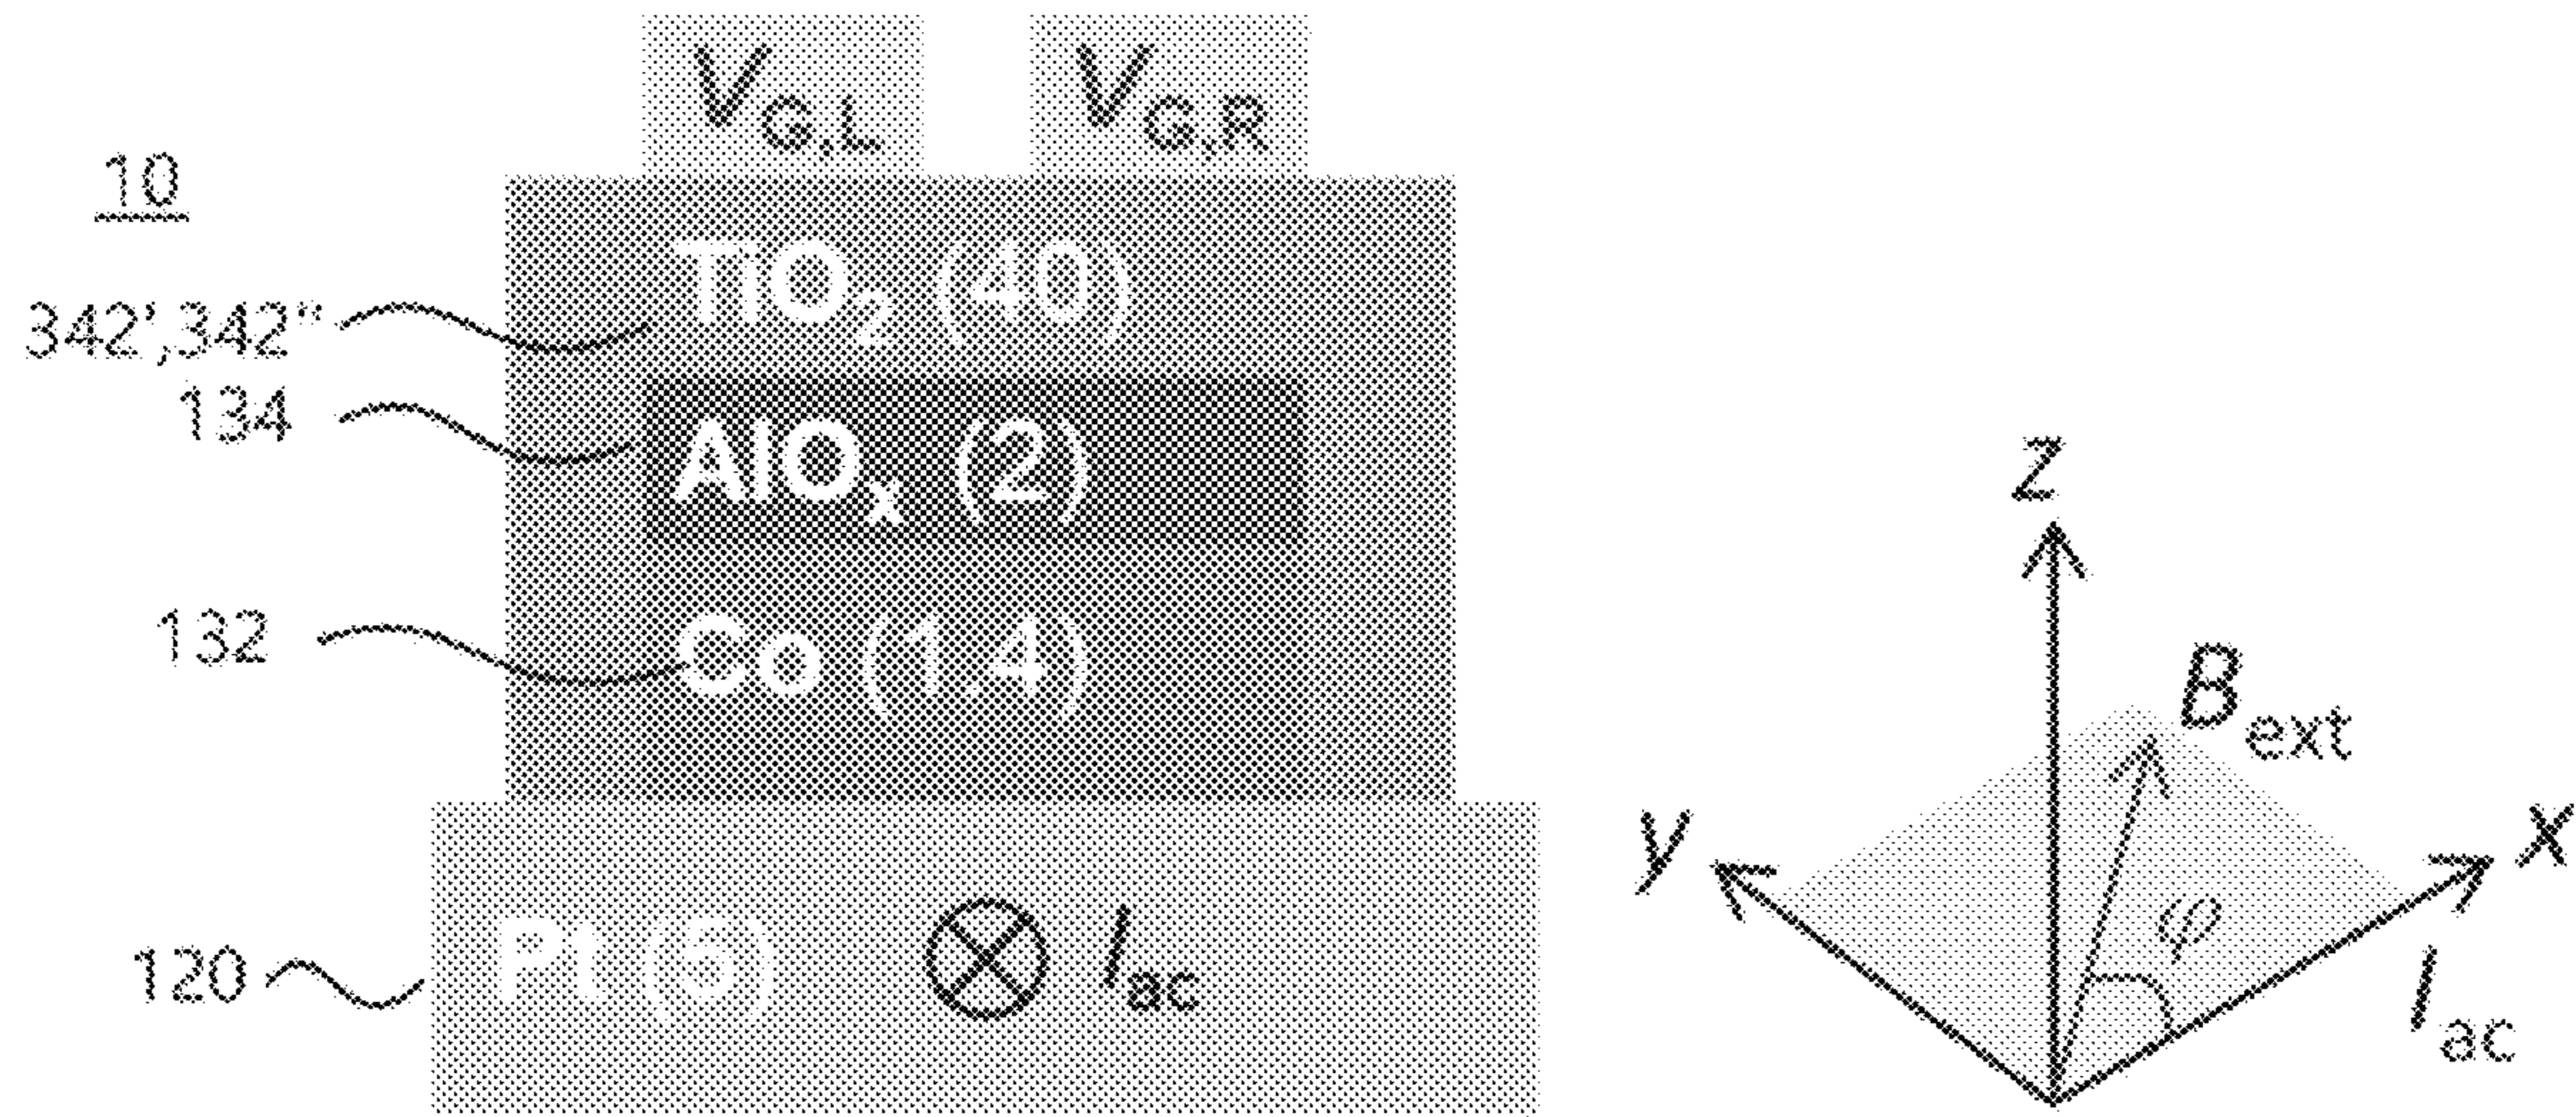 V_G,L V_G,R
10
TiO₂ (40)
342',342"
134
AlOₓ (2)
132
Co (1.4)
120
Pt (5)
I_ac
z
B_ext
y
x
φ
I_ac